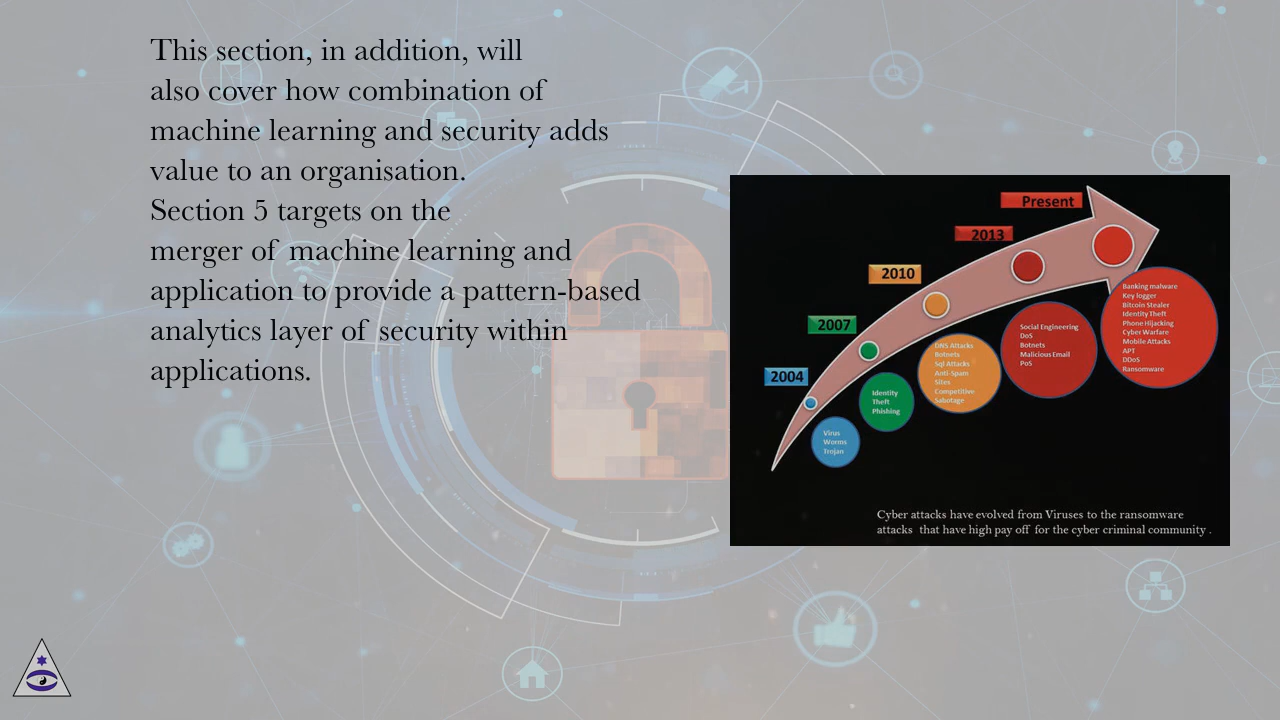 This section, in addition, will
also cover how combination of
machine learning and security adds
value to an organisation.
Section 5 targets on the
merger of machine learning and
application to provide a pattern-based
analytics layer of security within
applications.
Present
2013
2010
2007
2004
Virus
Worms
Trojan
Identity
Theft
Phishing
DNS Attacks
Botnets
Sql Attacks
Anti-Spam
Sites
Competitive
Sabotage
Social Engineering
DoS
Botnets
Malicious Email
PoS
Banking malware
Key logger
Bitcoin Stealer
Identity Theft
Phone Hijacking
Cyber Warfare
Mobile Attacks
APT
DDoS
Ransomware
Cyber attacks have evolved from Viruses to the ransomware
attacks that have high pay off for the cyber criminal community .